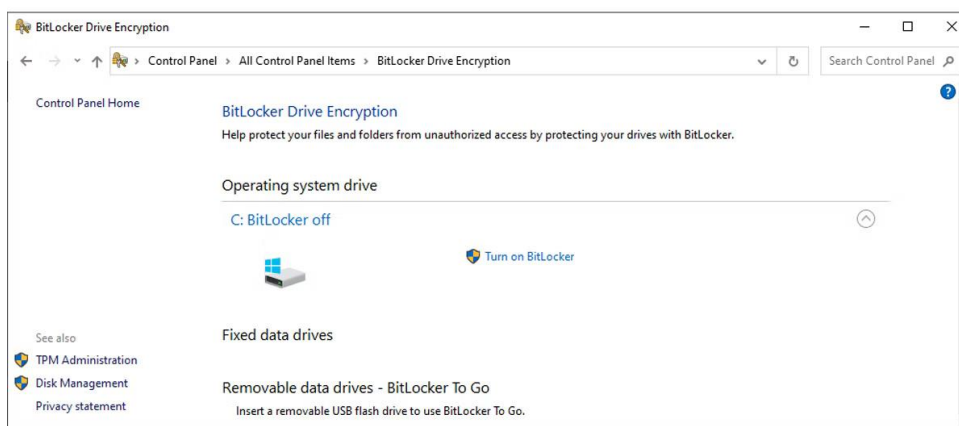 BitLocker Drive Encryption
Control Panel > All Control Panel Items > BitLocker Drive Encryption
Search Control Panel
Control Panel Home
BitLocker Drive Encryption
Help protect your files and folders from unauthorized access by protecting your drives with BitLocker.
Operating system drive
C: BitLocker off
Turn on BitLocker
Fixed data drives
Removable data drives - BitLocker To Go
Insert a removable USB flash drive to use BitLocker To Go.
See also
TPM Administration
Disk Management
Privacy statement